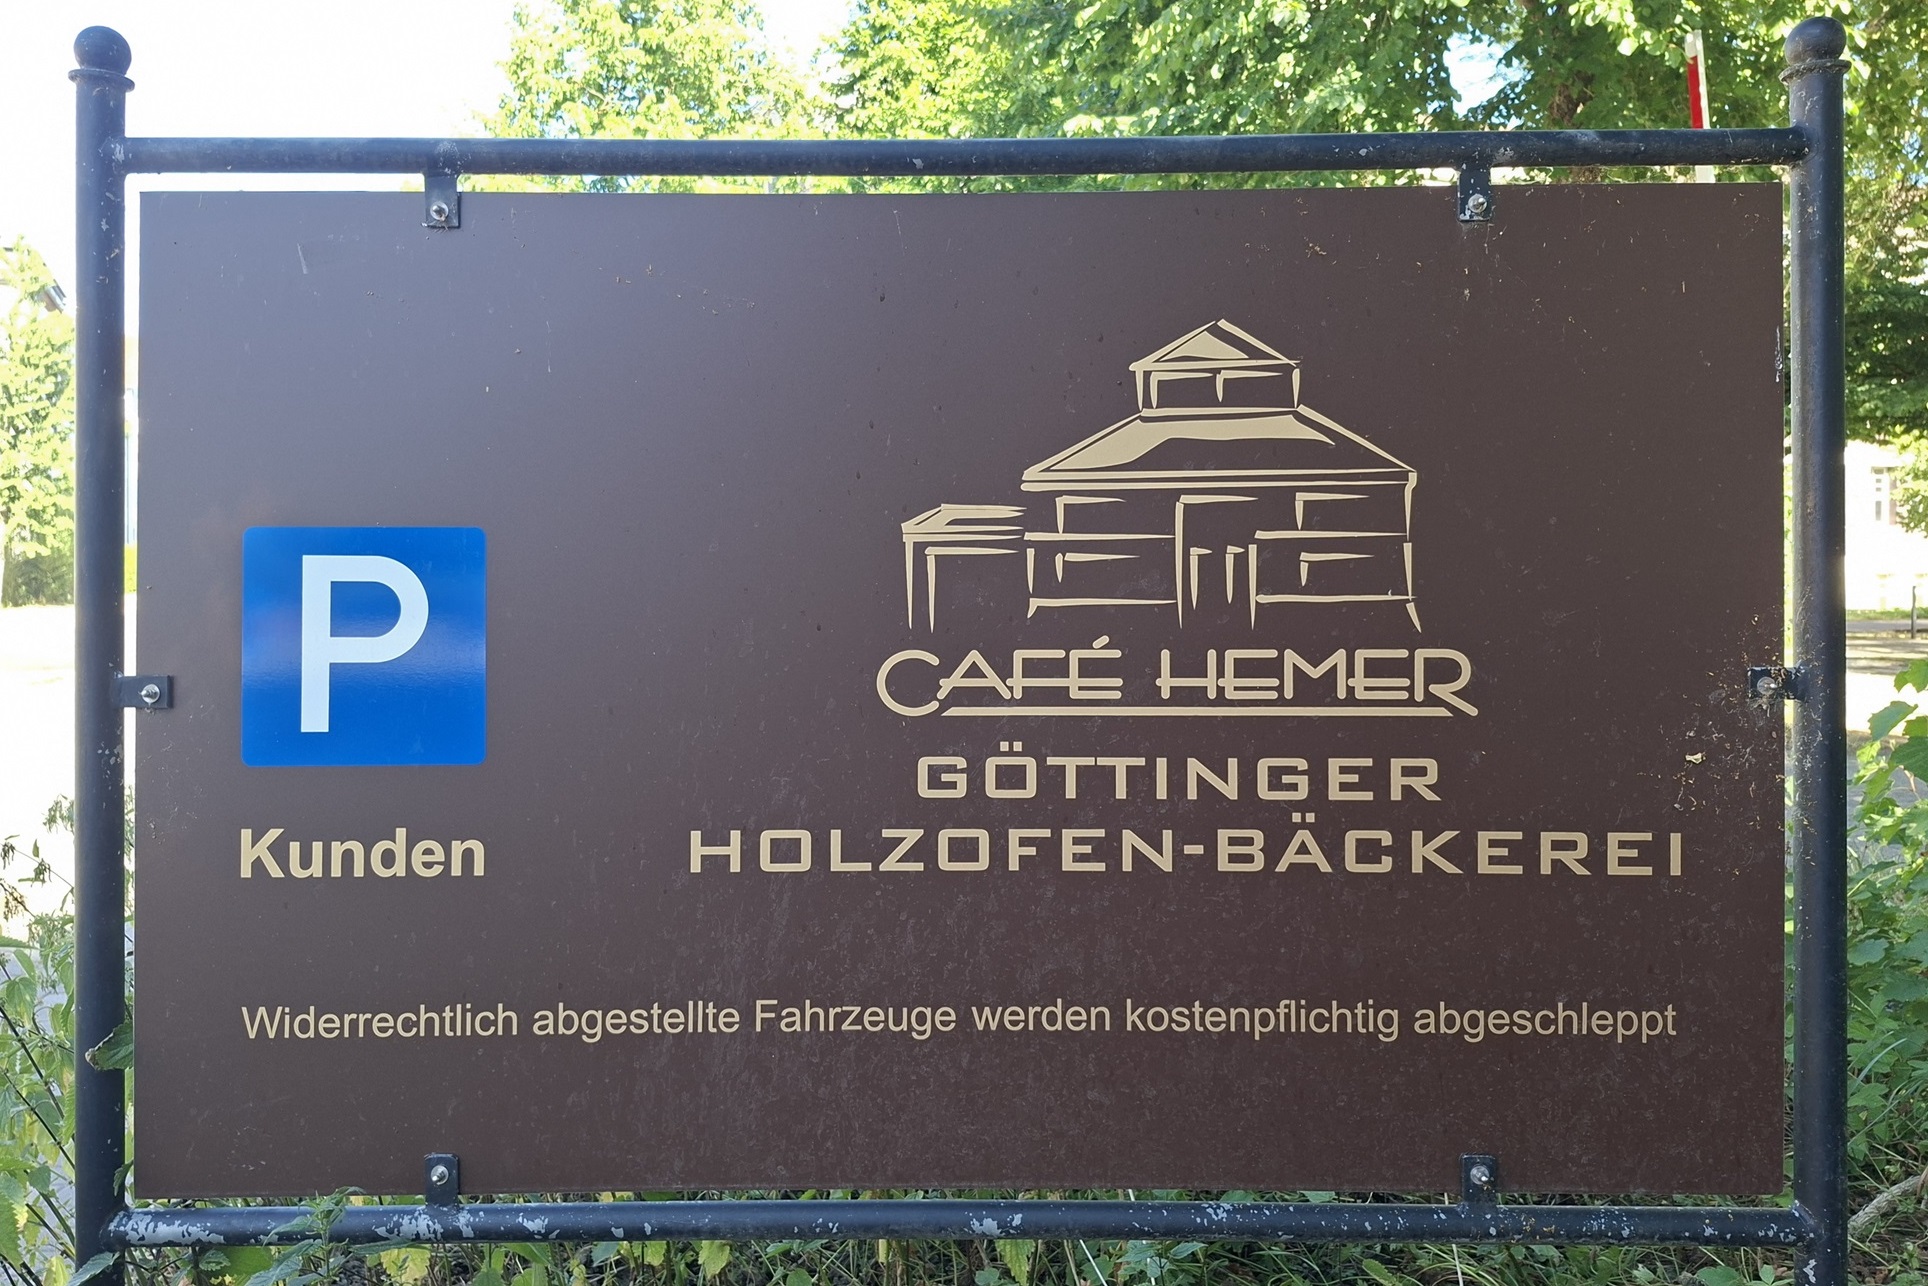 P
Kunden
CAFÉ HEMER
GÖTTINGER
HOLZOFEN-BÄCKEREI
Widerrechtlich abgestellte Fahrzeuge werden kostenpflichtig abgeschleppt